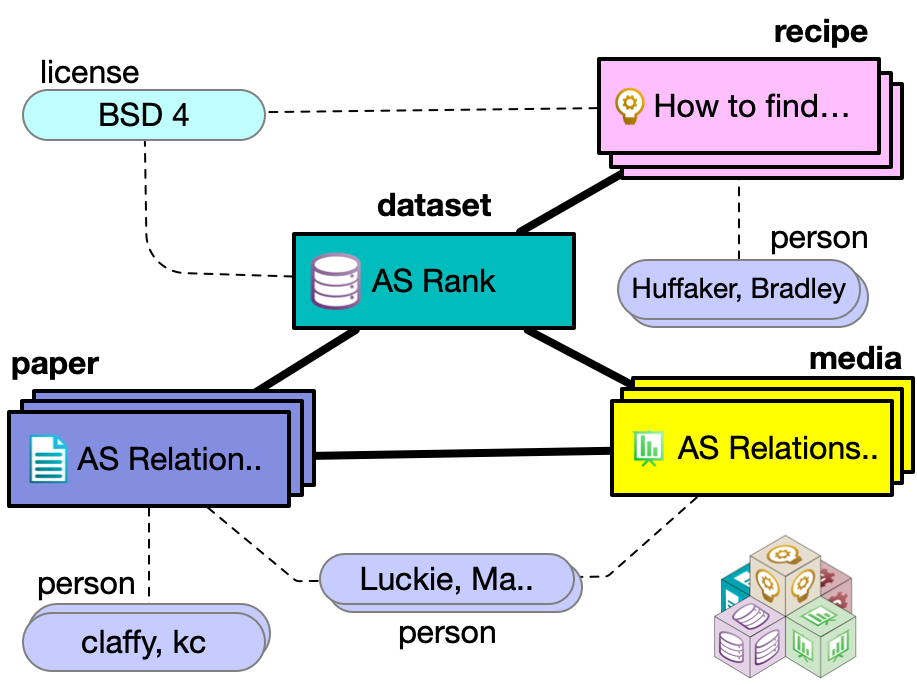 recipe
license
BSD 4
How to find...
dataset
AS Rank
person
Huffaker, Bradley
paper
media
AS Relation..
AS Relations..
person
claffy, kc
Luckie, Ma..
person